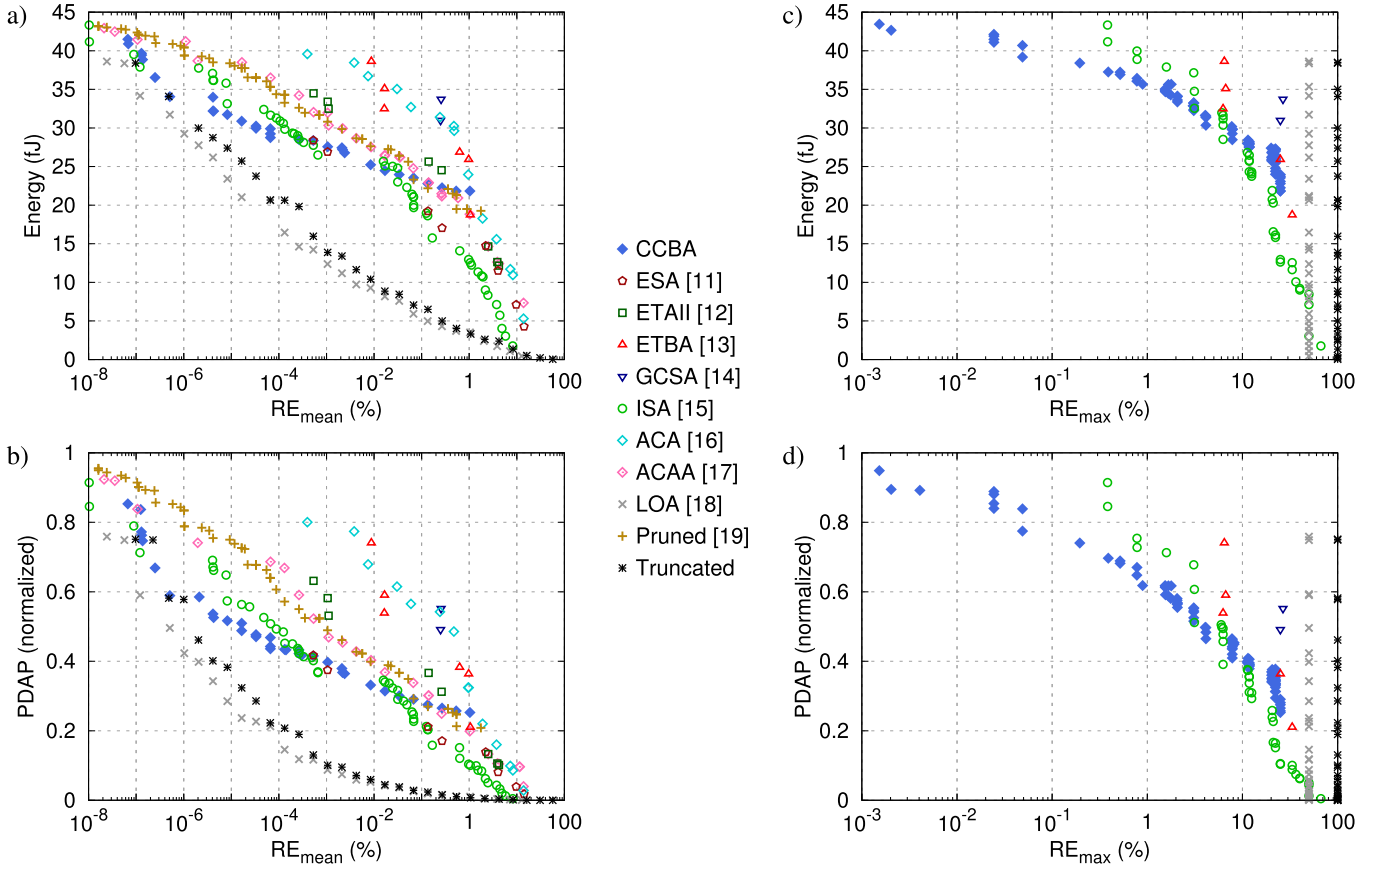 a)
45
40
35
30
25
20
15
10
5
0
Energy (fJ)
10-8 10-6 10-4 10-2 1 100
REmean (%)
b)
1
0.8
0.6
0.4
0.2
0
PDAP (normalized)
10-8 10-6 10-4 10-2 1 100
REmean (%)
CCBA
ESA [11]
ETAII [12]
ETBA [13]
GCSA [14]
ISA [15]
ACA [16]
ACAA [17]
LOA [18]
Pruned [19]
Truncated
c)
45
40
35
30
25
20
15
10
5
0
Energy (fJ)
10-3 10-2 10-1 1 10 100
REmax (%)
d)
1
0.8
0.6
0.4
0.2
0
PDAP (normalized)
10-3 10-2 10-1 1 10 100
REmax (%)